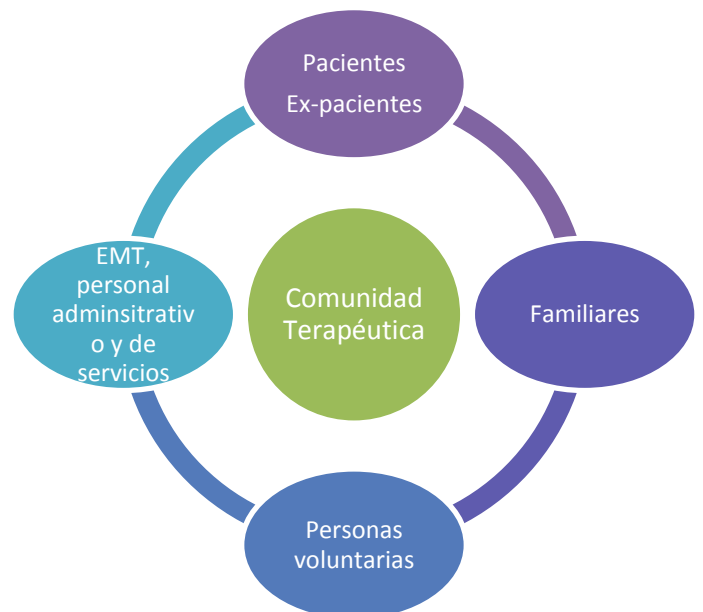 Pacientes
Ex-pacientes
EMT,
personal
adminsitrativ
o y de
servicios
Comunidad
Terapéutica
Familiares
Personas
voluntarias